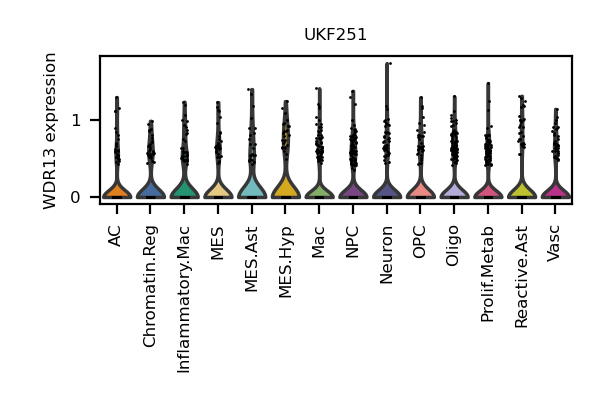 UKF251
WDR13 expression
1
0
AC
Chromatin.Reg
Inflammatory.Mac
MES
MES.Ast
MES.Hyp
Mac
NPC
Neuron
OPC
Oligo
Prolif.Metab
Reactive.Ast
Vasc